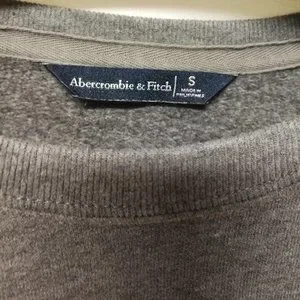 Abercrombie & Fitch
S
MADE IN
PHILIPPINES